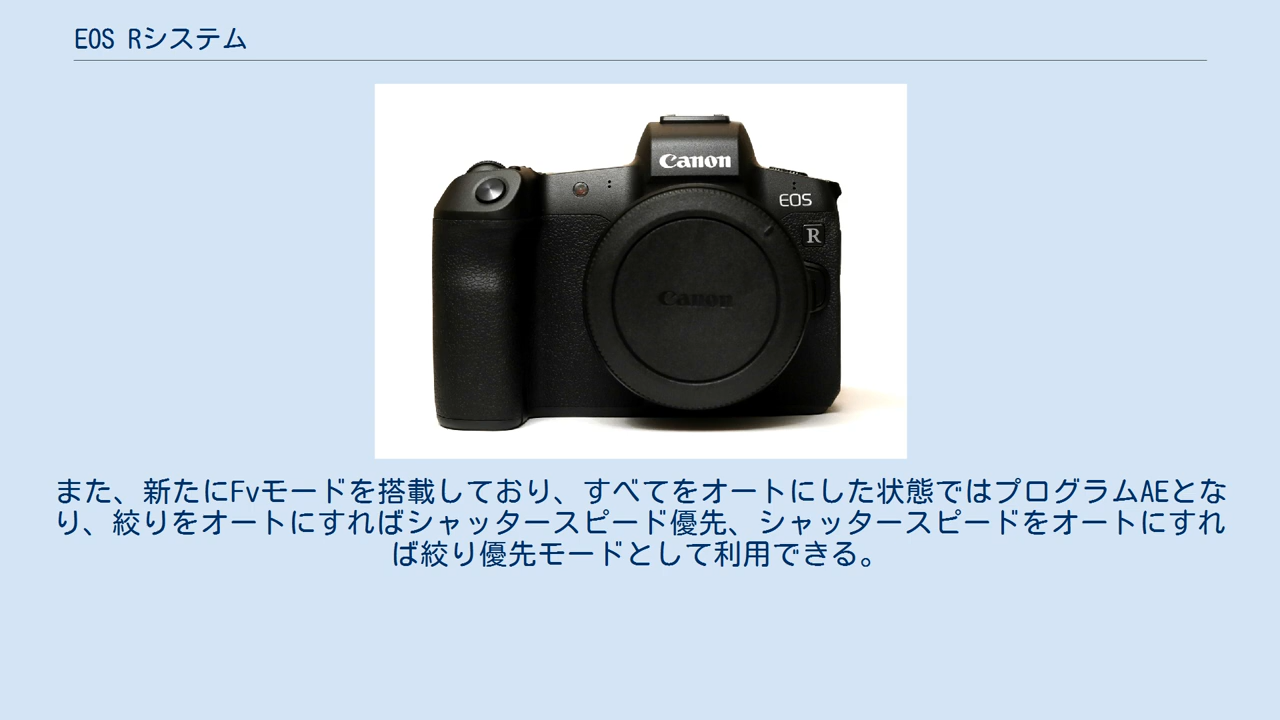 EOS Rシステム
Canon
EOS
R
Canon
また、新たにFvモードを搭載しており、すべてをオートにした状態ではプログラムAEとな
り、絞りをオートにすればシャッタースピード優先、シャッタースピードをオートにすれ
ば絞り優先モードとして利用できる。